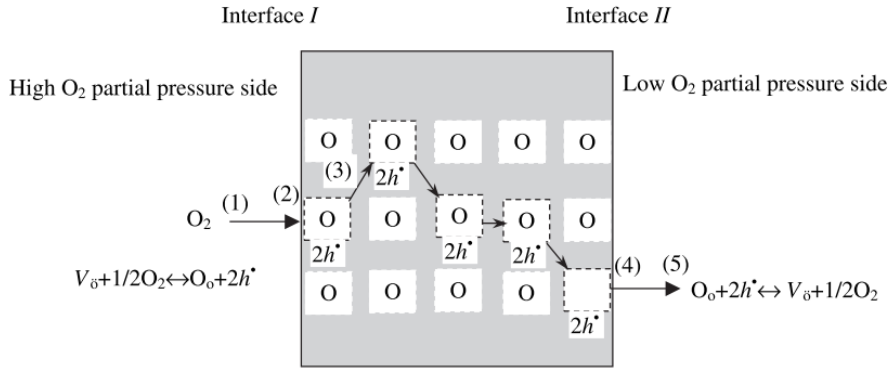 Interface I
Interface II
High O₂ partial pressure side
Low O₂ partial pressure side
O O O O O
(3)
2h•
(1)
(2)
O₂
O O O O O
2h• 2h• 2h•
(4)
(5)
V_ö+1/2O₂↔O_o+2h•
O O O O
O_o+2h•↔ V_ö+1/2O₂
2h•